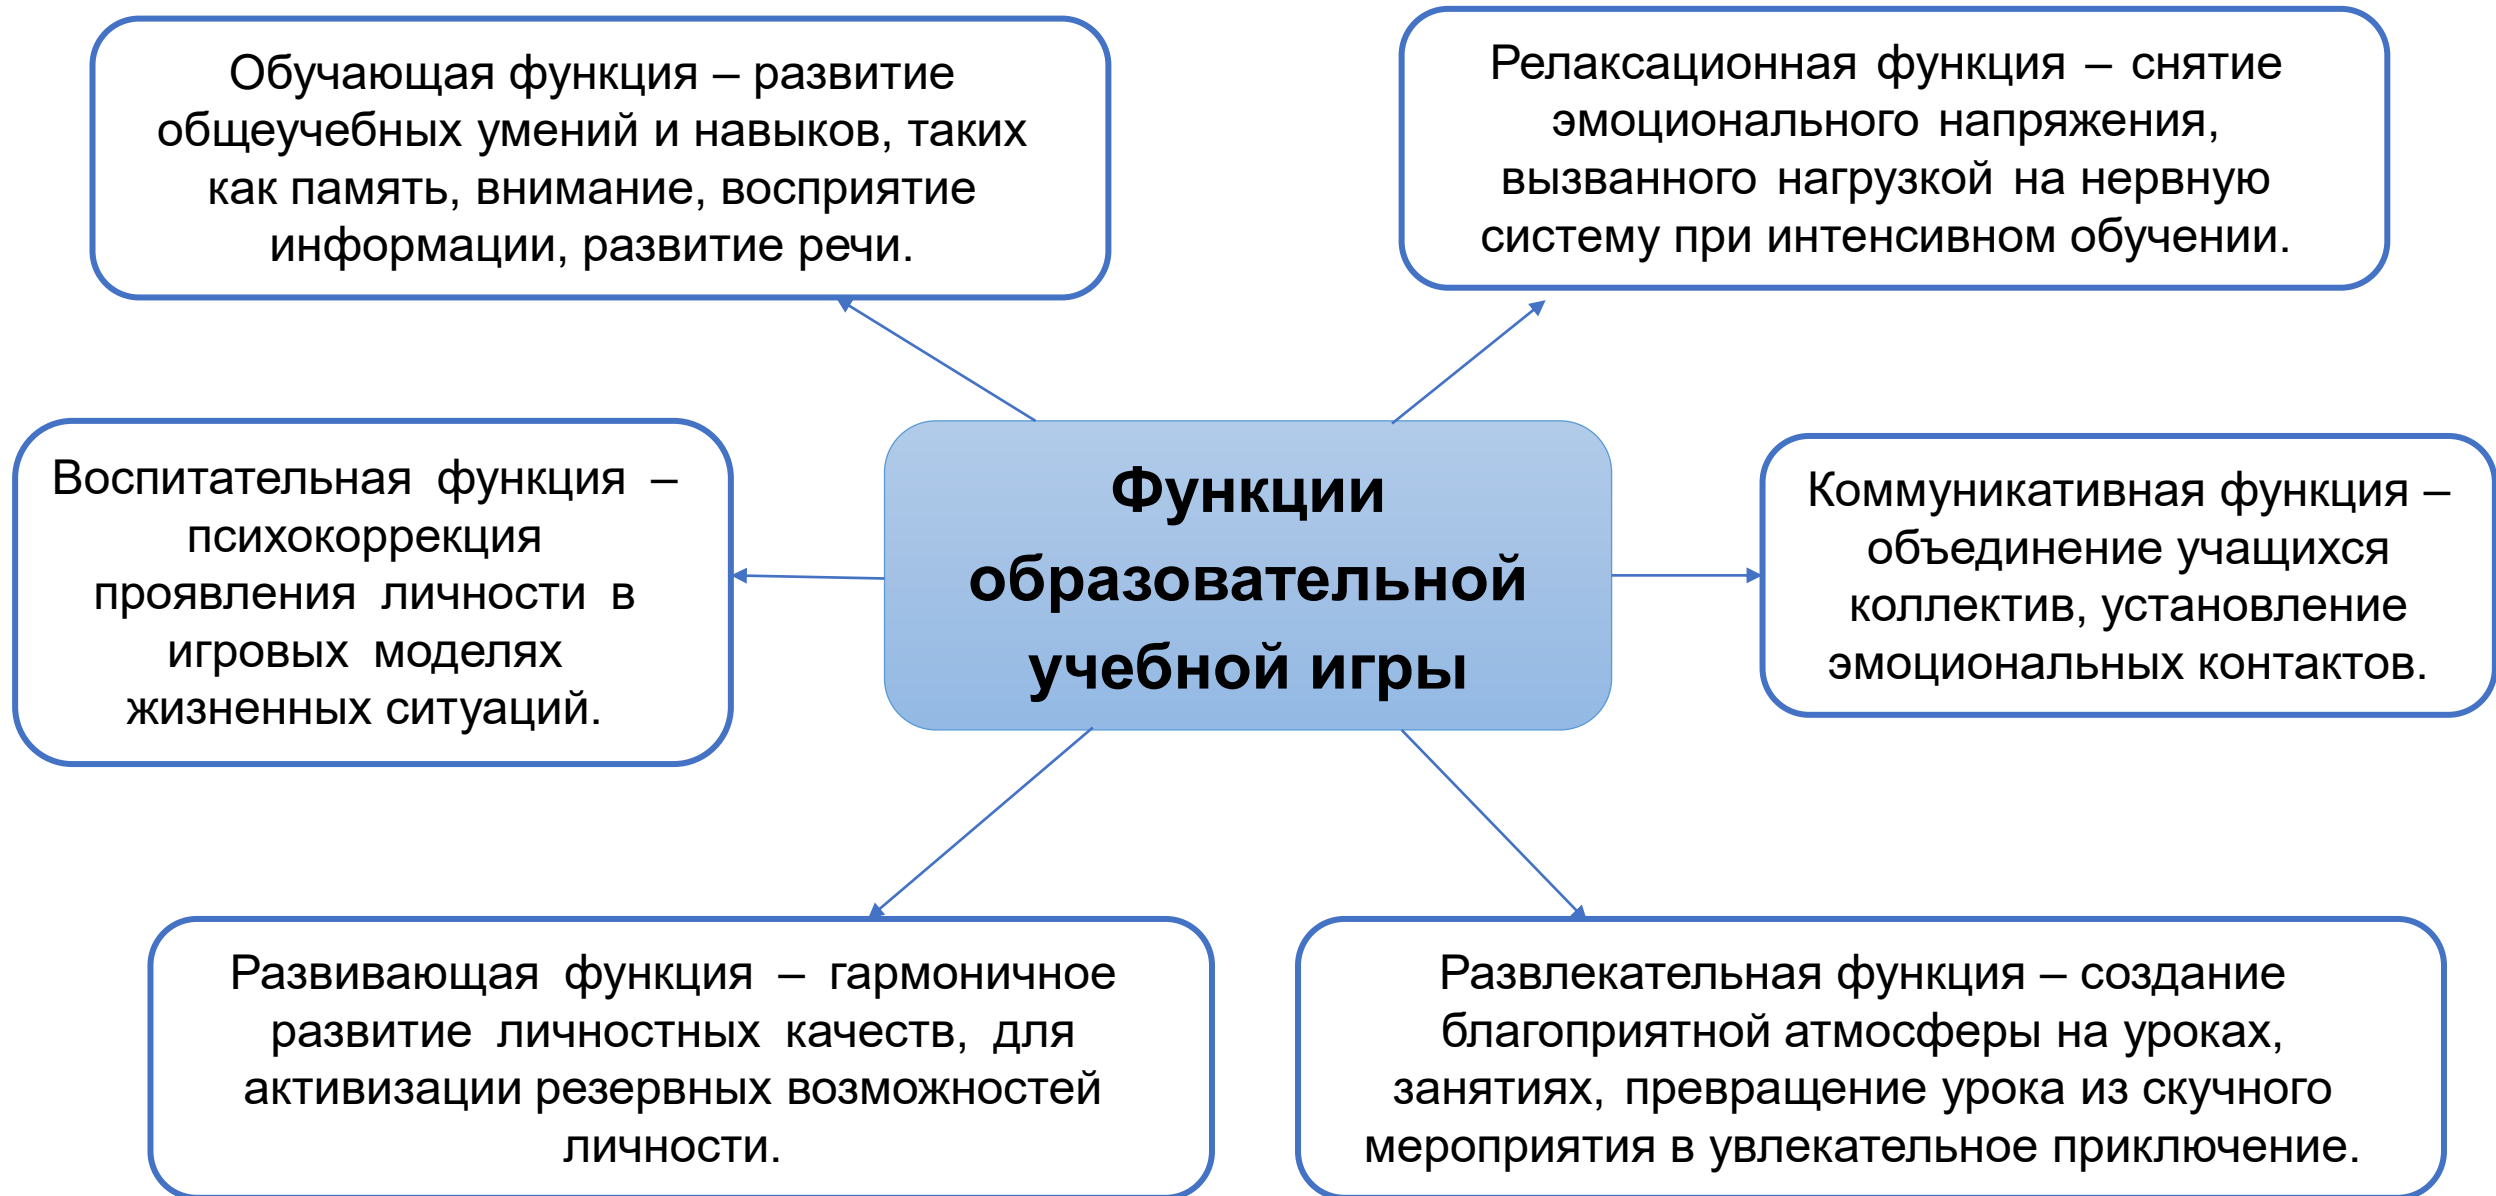 Обучающая функция – развитие
общеучебных умений и навыков, таких
как память, внимание, восприятие
информации, развитие речи.
Релаксационная функция – снятие
эмоционального напряжения,
вызванного нагрузкой на нервную
систему при интенсивном обучении.
Воспитательная функция –
психокоррекция
проявления личности в
игровых моделях
жизненных ситуаций.
Функции
образовательной
учебной игры
Коммуникативная функция –
объединение учащихся
коллектив, установление
эмоциональных контактов.
Развивающая функция – гармоничное
развитие личностных качеств, для
активизации резервных возможностей
личности.
Развлекательная функция – создание
благоприятной атмосферы на уроках,
занятиях, превращение урока из скучного
мероприятия в увлекательное приключение.